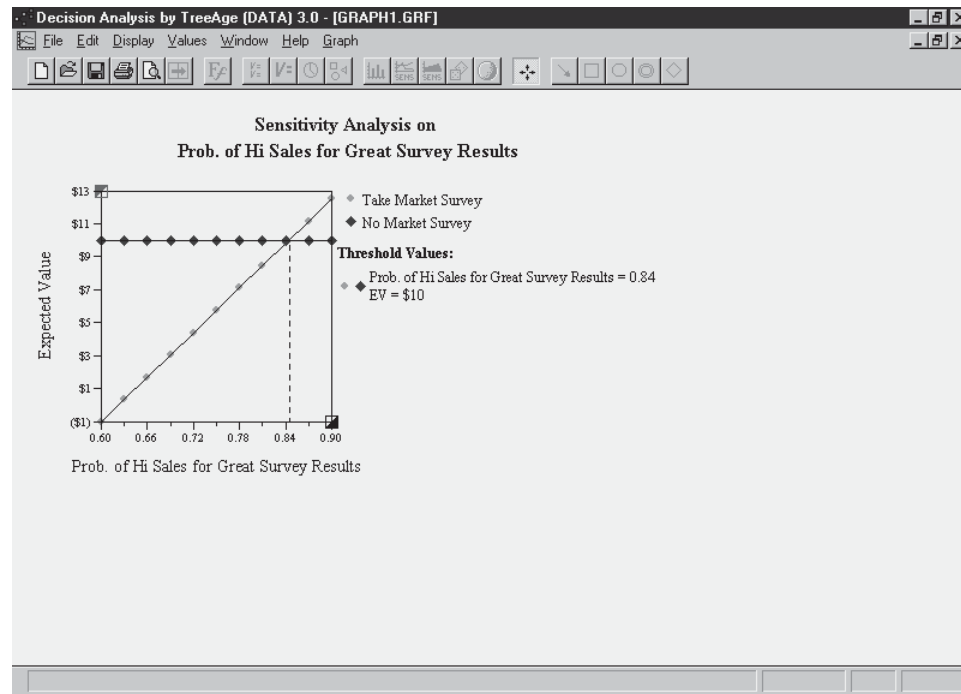 Decision Analysis by TreeAge (DATA) 3.0 - [GRAPH1.GRF]
File Edit Display Values Window Help Graph
Sensitivity Analysis on
Prob. of Hi Sales for Great Survey Results
Expected Value
$13
$11
$9
$7
$5
$3
$1
($1)
0.60 0.66 0.72 0.78 0.84 0.90
Prob. of Hi Sales for Great Survey Results
Take Market Survey
No Market Survey
Threshold Values:
Prob. of Hi Sales for Great Survey Results = 0.84
EV = $10